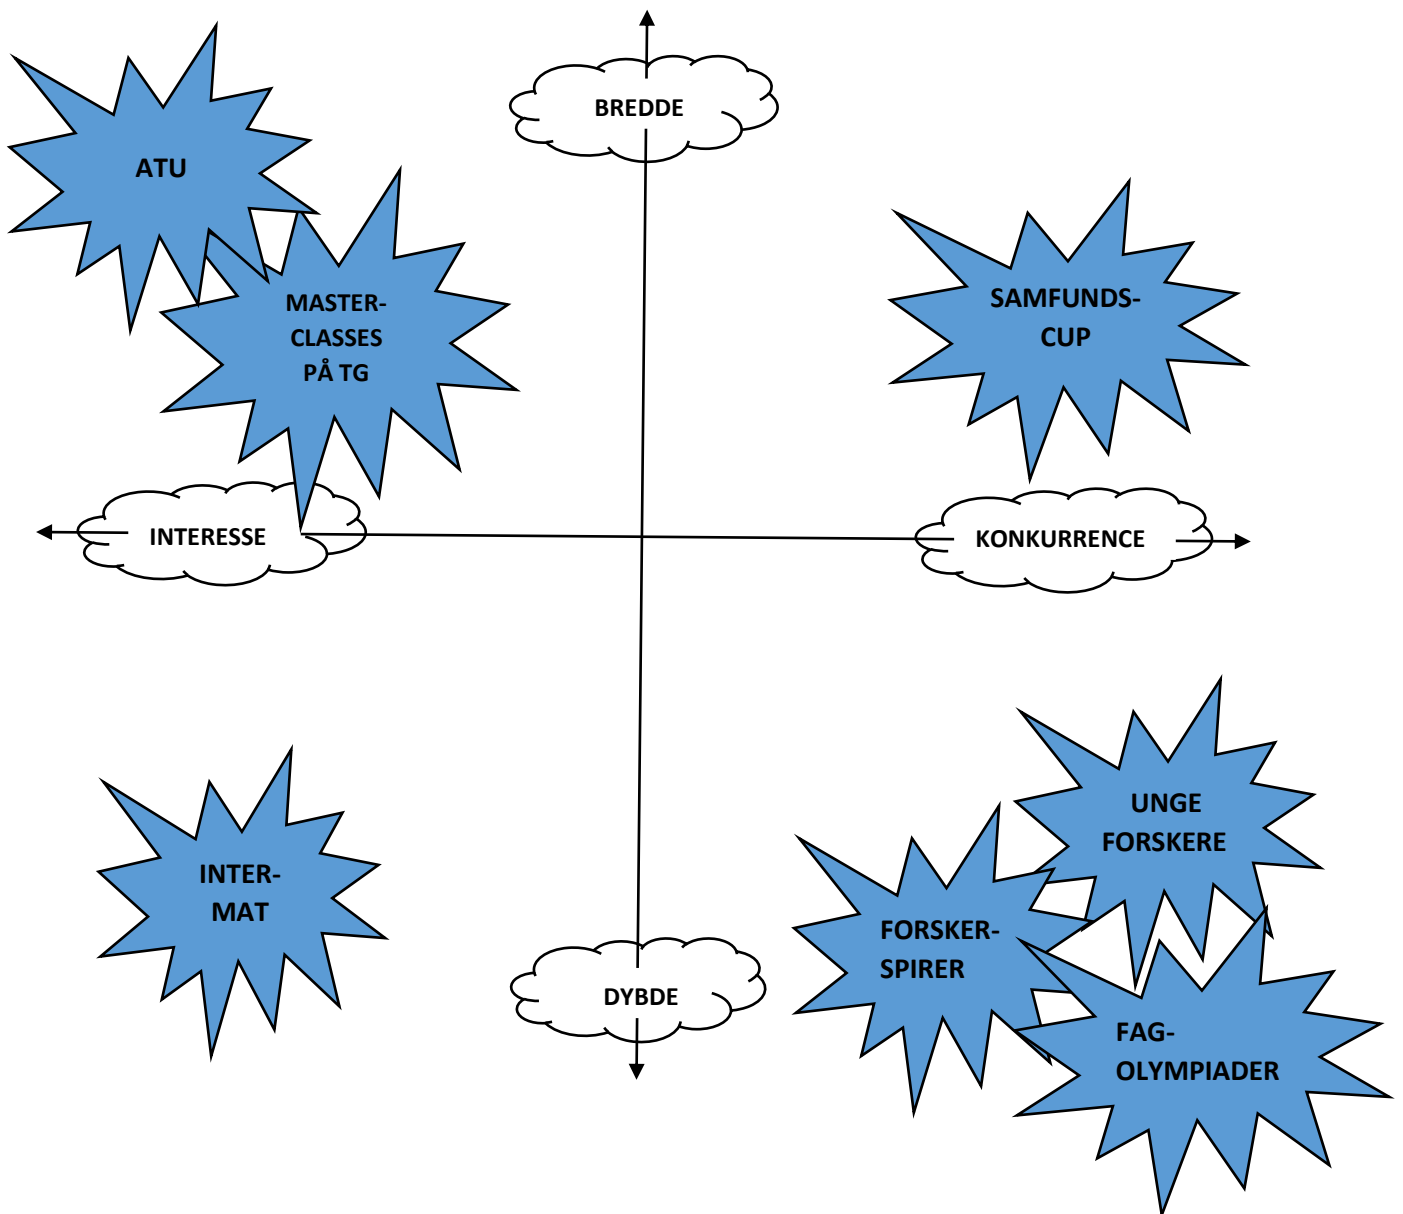 BREDDE
ATU
MASTER-
CLASSES
PÅ TG
SAMFUNDS-
CUP
INTERESSE
KONKURRENCE
UNGE
FORSKERE
INTER-
MAT
FORSKER-
SPIRER
DYBDE
FAG-
OLYMPIADER